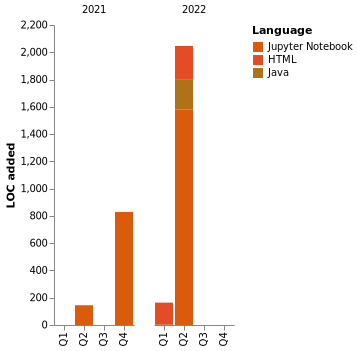 2021
2022
2,200
2,000
1,800
1,600
1,400
1,200
1,000
800
600
400
200
0
LOC added
Q1
Q2
Q3
Q4
Q1
Q2
Q3
Q4
Language
Jupyter Notebook
HTML
Java